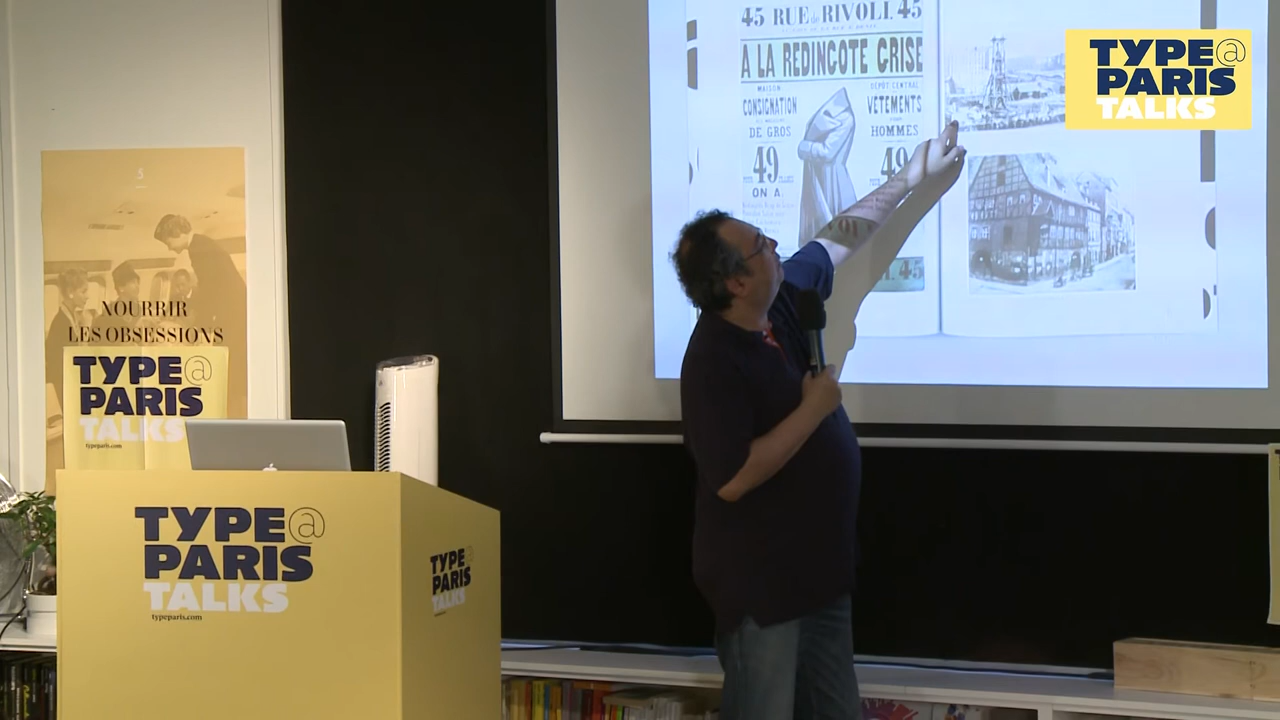 45 RUE de RIVOLI. 45
A LA REDINGOTE GRISE
MAISON
CONSIGNATION
DE GROS
49
ON A.
DÉPOT CENTRAL
VÊTEMENTS
POUR
HOMMES
49
45
TYPE@
PARIS
TALKS
5
NOURRIR
LES OBSESSIONS
TYPE@
PARIS
TALKS
typeparis.com
TYPE@
PARIS
TALKS
typeparis.com
TYPE@
PARIS
TALKS